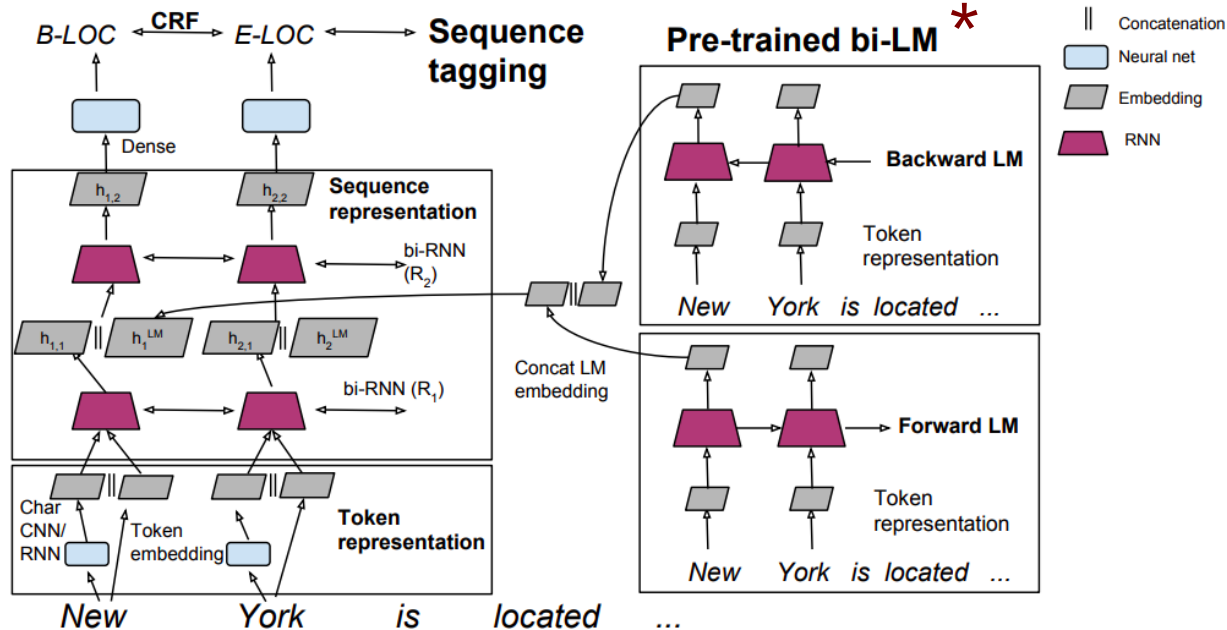 B-LOC
CRF
E-LOC
Sequence
tagging
Dense
h1,2
h2,2
Sequence
representation
bi-RNN
(R2)
h1,1
||
h1LM
h2,1
||
h2LM
bi-RNN (R1)
Char
CNN/
RNN
||
Token
embedding
||
Token
representation
New York is located ...
Concat LM
embedding
||
Pre-trained bi-LM *
Backward LM
Token
representation
New York is located ...
Forward LM
Token
representation
New York is located ...
|| Concatenation
Neural net
Embedding
RNN